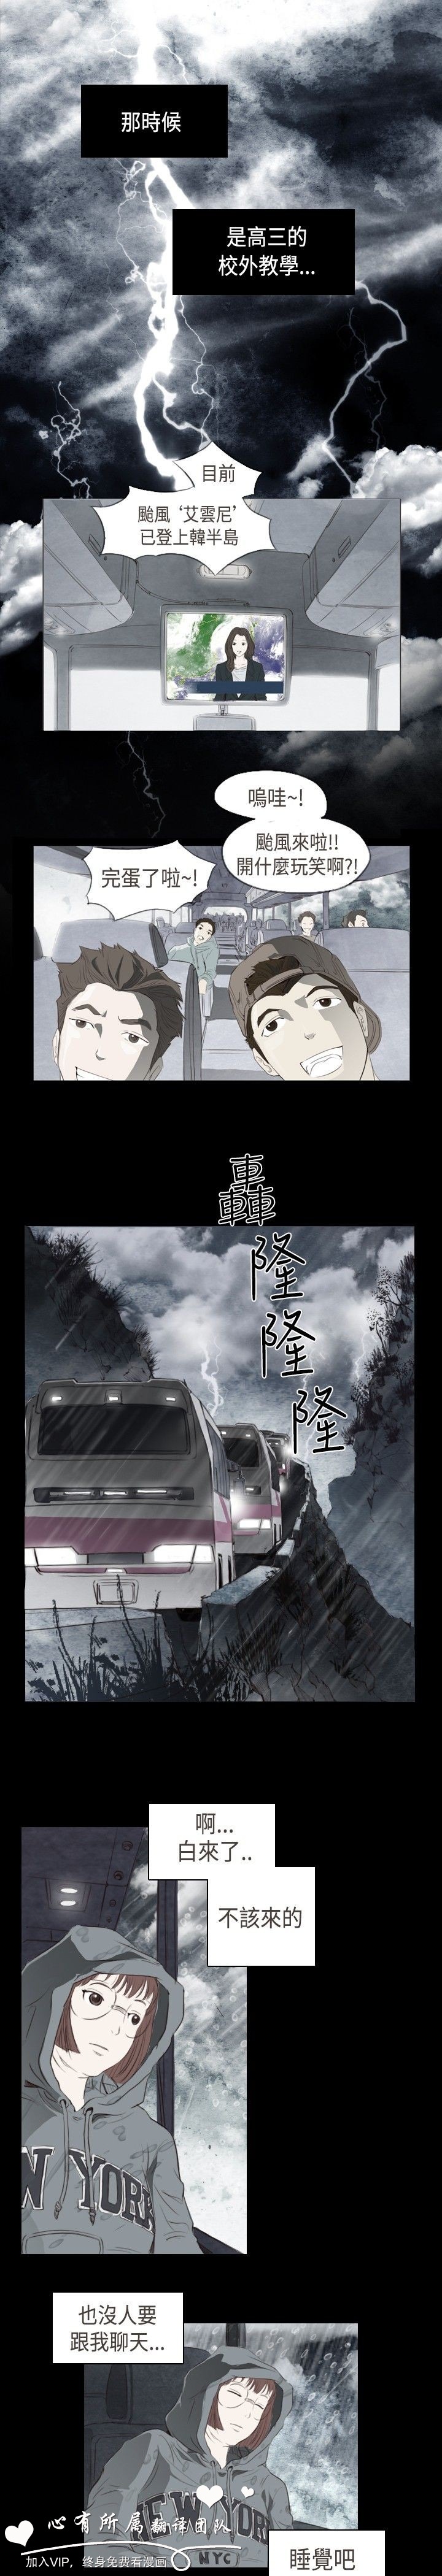 那時候
是高三的
校外教學...
目前
颱風‘艾雲尼’
已登上韓半島
嗚哇~!
颱風來啦!!
開什麼玩笑啊?!
完蛋了啦~!
轟
隆
隆
隆
啊...
白來了..
不該來的
NEW YORK
也沒人要
跟我聊天...
NEW YORK
NYC
心有所属翻译团队
加入VIP，终身免费看漫画
睡覺吧